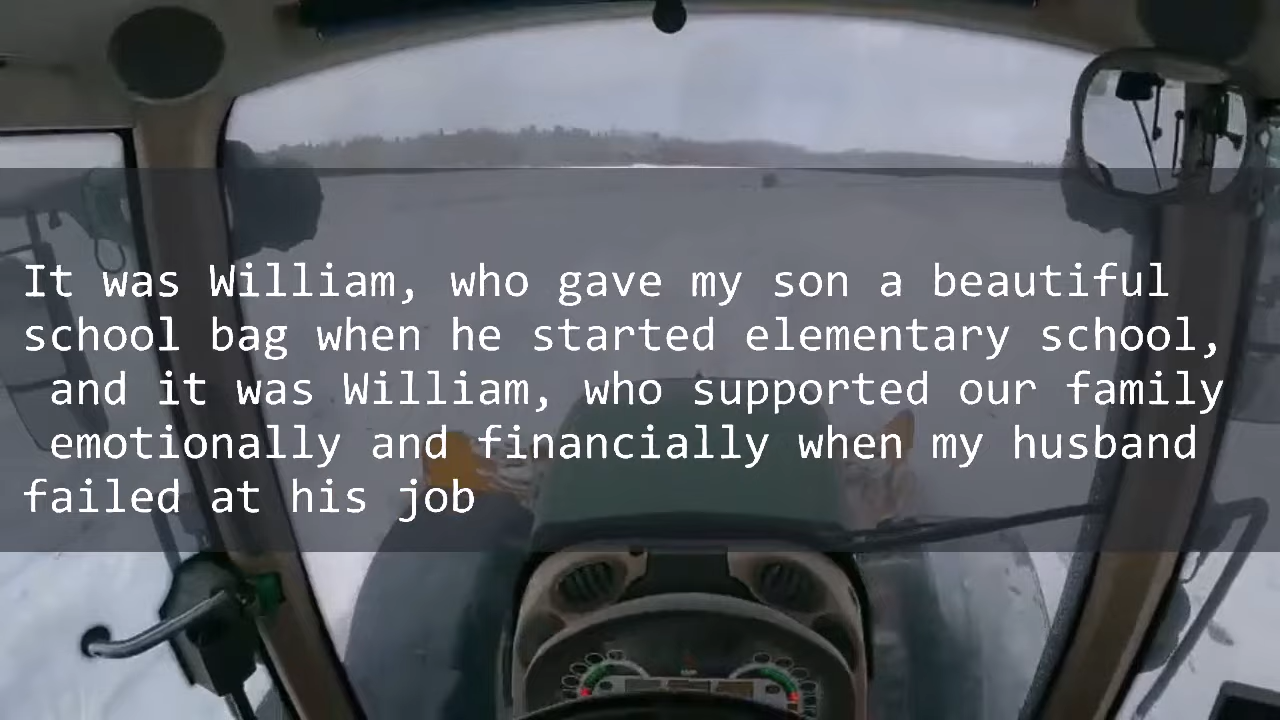 It was William, who gave my son a beautiful
school bag when he started elementary school,
and it was William, who supported our family
emotionally and financially when my husband
failed at his job